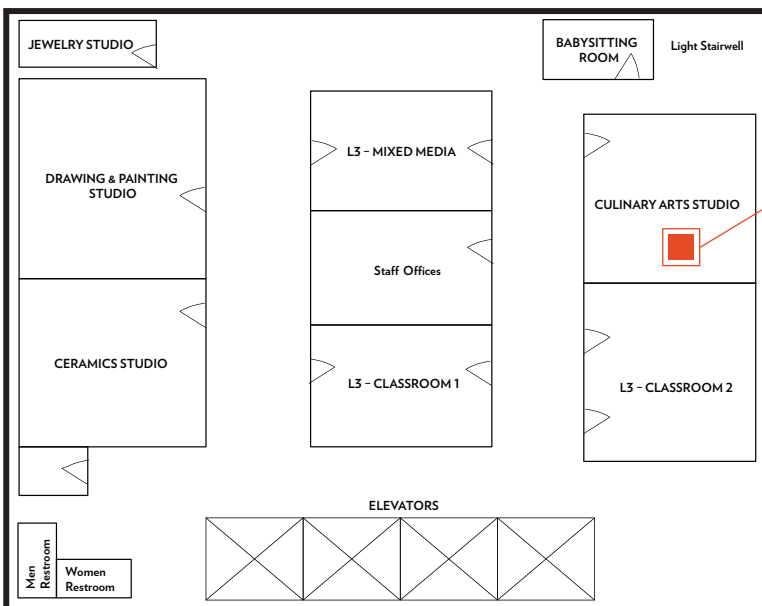 JEWELRY STUDIO
BABYSITTING
ROOM
Light Stairwell
L3 – MIXED MEDIA
DRAWING & PAINTING
STUDIO
CULINARY ARTS STUDIO
Staff Offices
CERAMICS STUDIO
L3 – CLASSROOM 1
L3 – CLASSROOM 2
ELEVATORS
Men
Restroom
Women
Restroom